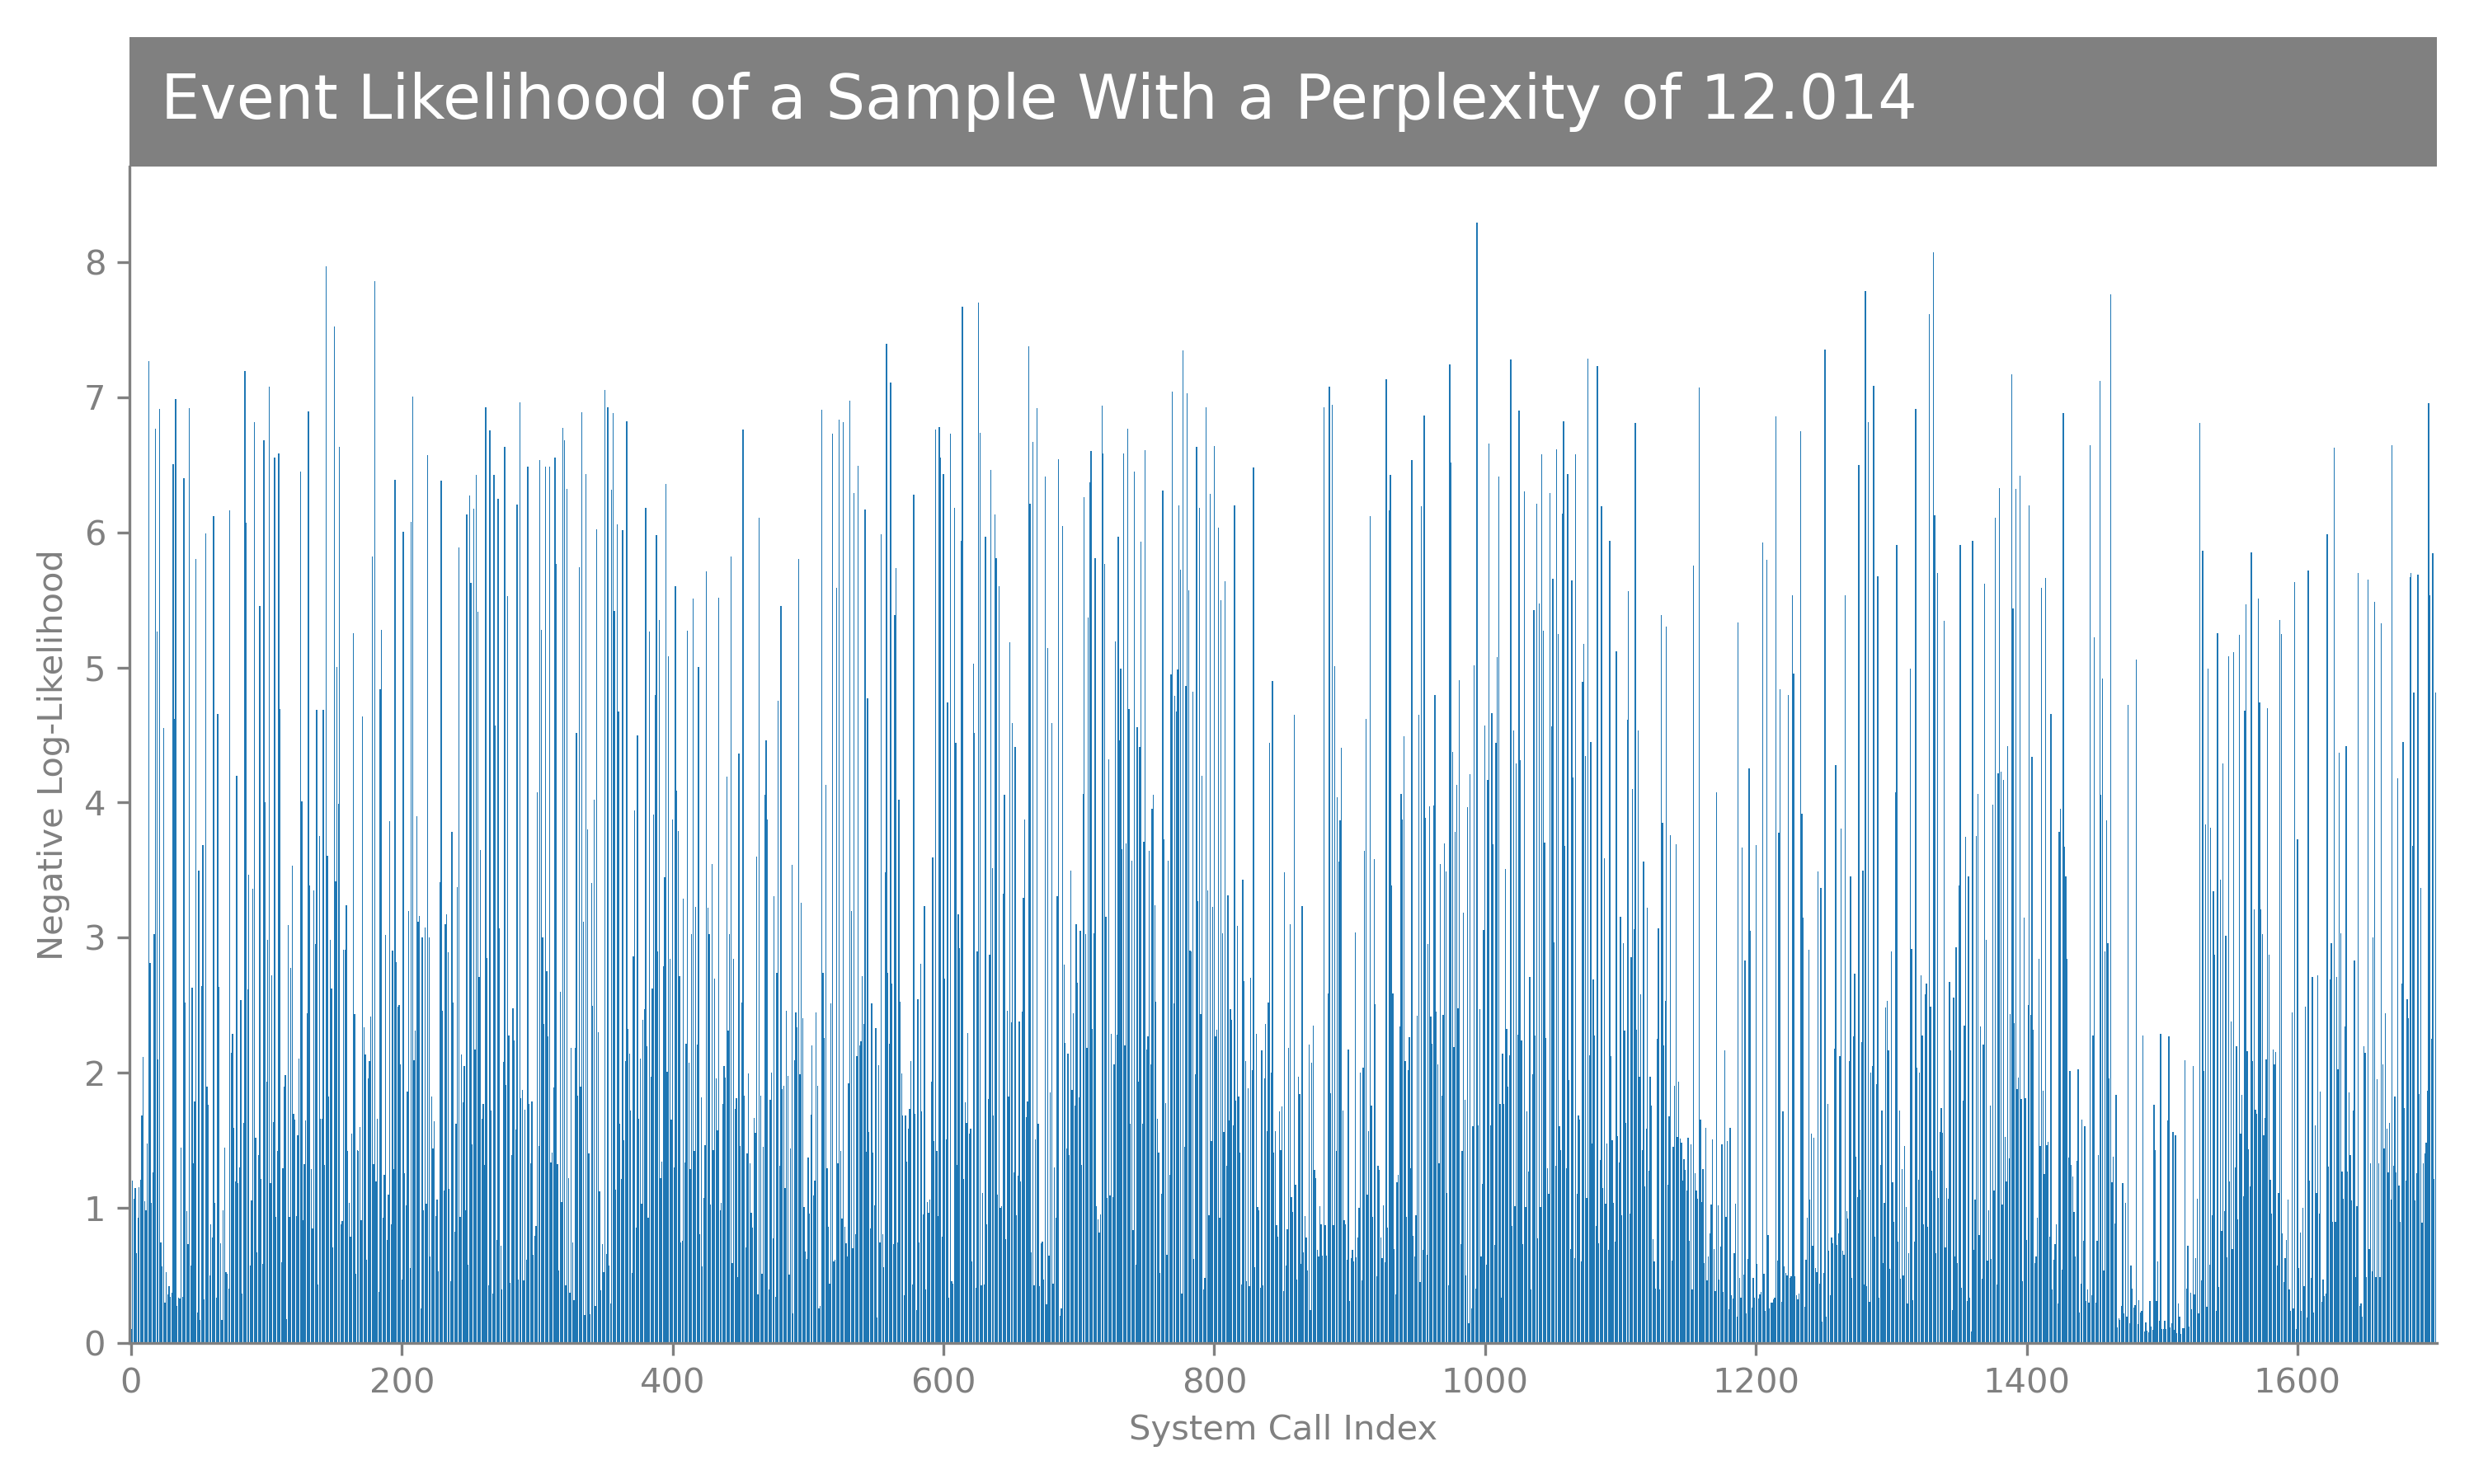 Event Likelihood of a Sample With a Perplexity of 12.014
Negative Log-Likelihood
8
7
6
5
4
3
2
1
0
0 200 400 600 800 1000 1200 1400 1600
System Call Index